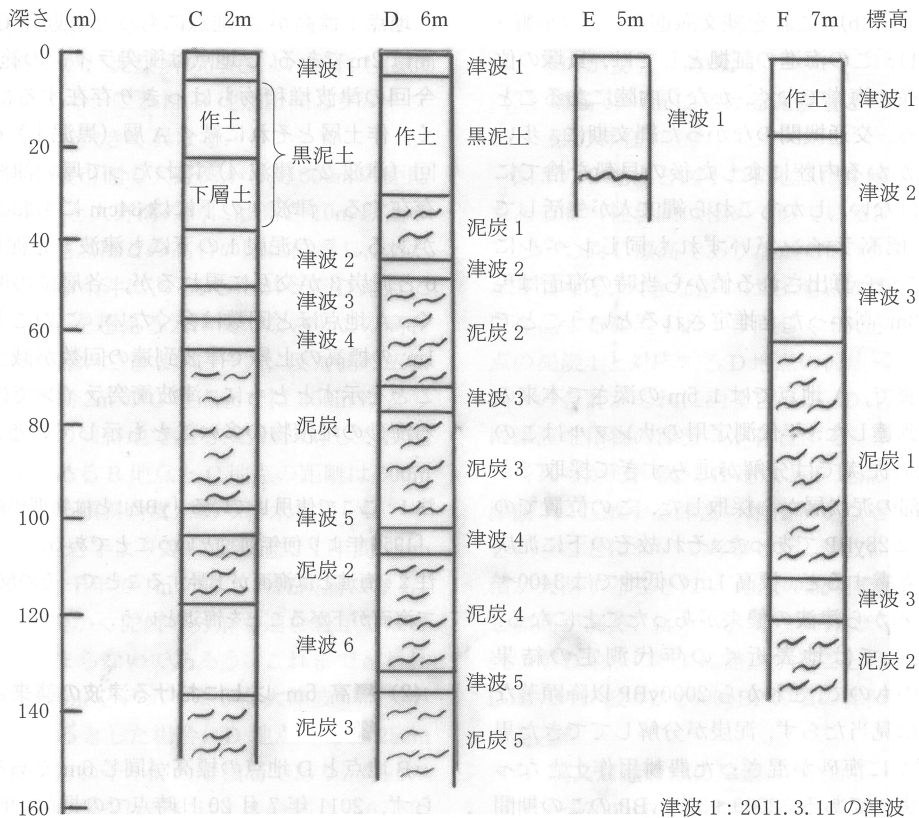 深さ（m） C 2m D 6m E 5m F 7m 標高
0
20
40
60
80
100
120
140
160
作土
下層土
津波 1
黒泥土
津波 2
津波 3
津波 4
泥炭 1
津波 5
泥炭 2
津波 6
泥炭 3
作土
津波 1
黒泥土
泥炭 1
津波 2
泥炭 2
津波 3
泥炭 3
津波 4
泥炭 4
津波 5
泥炭 5
津波 1
作土
津波 1
津波 2
津波 3
泥炭 1
津波 3
泥炭 2
津波 1：2011. 3. 11 の津波